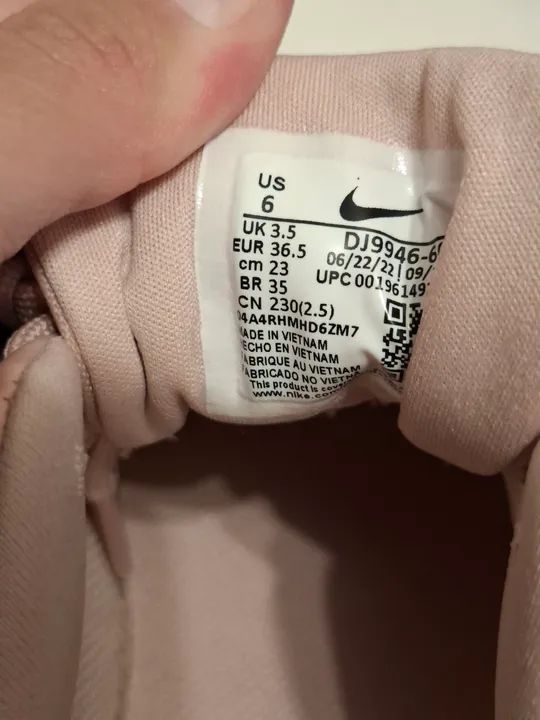 US
6
UK 3.5
EUR 36.5
cm 23
BR 35
CN 230(2.5)
04A4RHMHD6ZM7
MADE IN VIETNAM
HECHO EN VIETNAM
FABRIQUE AU VIETNAM
FABRICADO NO VIETNAM
This product is
www.nike.co
DJ9946-6
06/22/22 | 09/
UPC 00196149